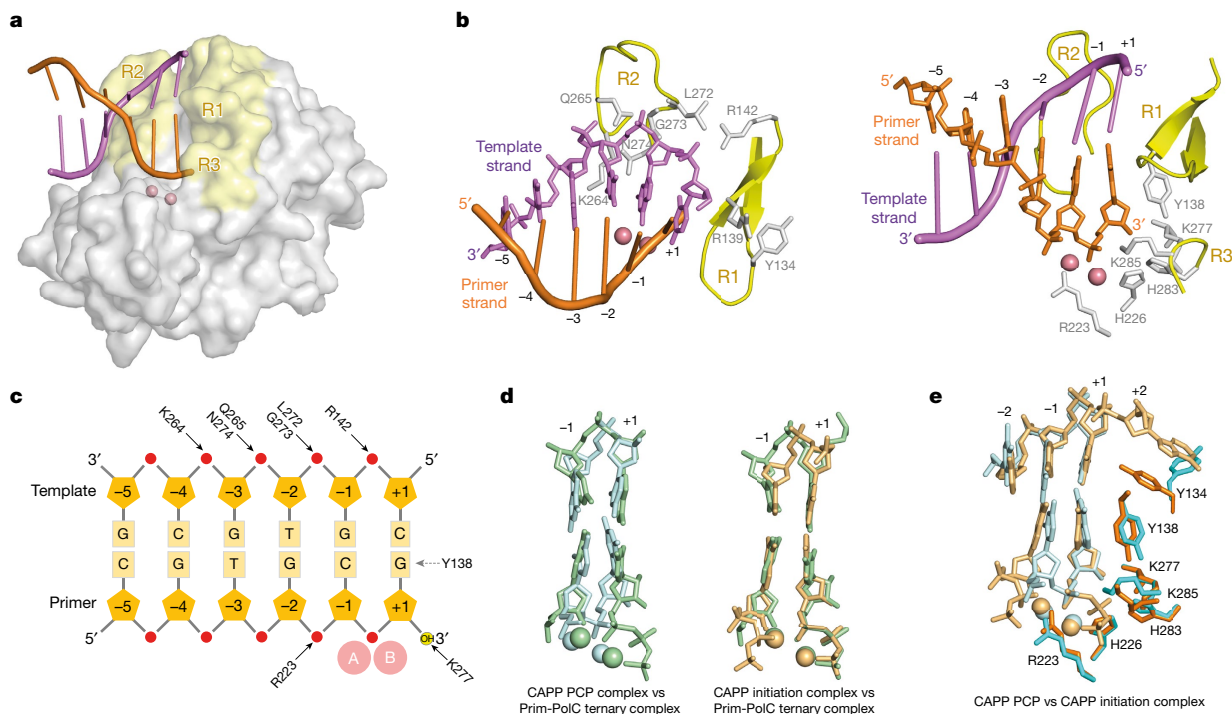 a
R2
R1
R3
b
R2
Q265
L272
G273
R142
N274
Template
strand
K264
5′
R139
3′
–5
+1
Y134
–1
R1
Primer
strand
–4
–2
–3
R2
–1
+1
–2
5′
5′
–5
–3
–4
R1
Primer
strand
Y138
Template
strand
3′
K277
3′
K285
R3
H283
H226
R223
c
K264
Q265
N274
L272
G273
R142
3′
5′
Template
–5
–4
–3
–2
–1
+1
G
C
G
T
G
C
C
G
T
G
C
G
Y138
Primer
–5
–4
–3
–2
–1
+1
5′
OH
3′
A
B
R223
K277
d
–1
+1
–1
+1
CAPP PCP complex vs
Prim-PolC ternary complex
CAPP initiation complex vs
Prim-PolC ternary complex
e
+1
+2
–2
–1
Y134
Y138
K277
K285
H283
H226
R223
CAPP PCP vs CAPP initiation complex